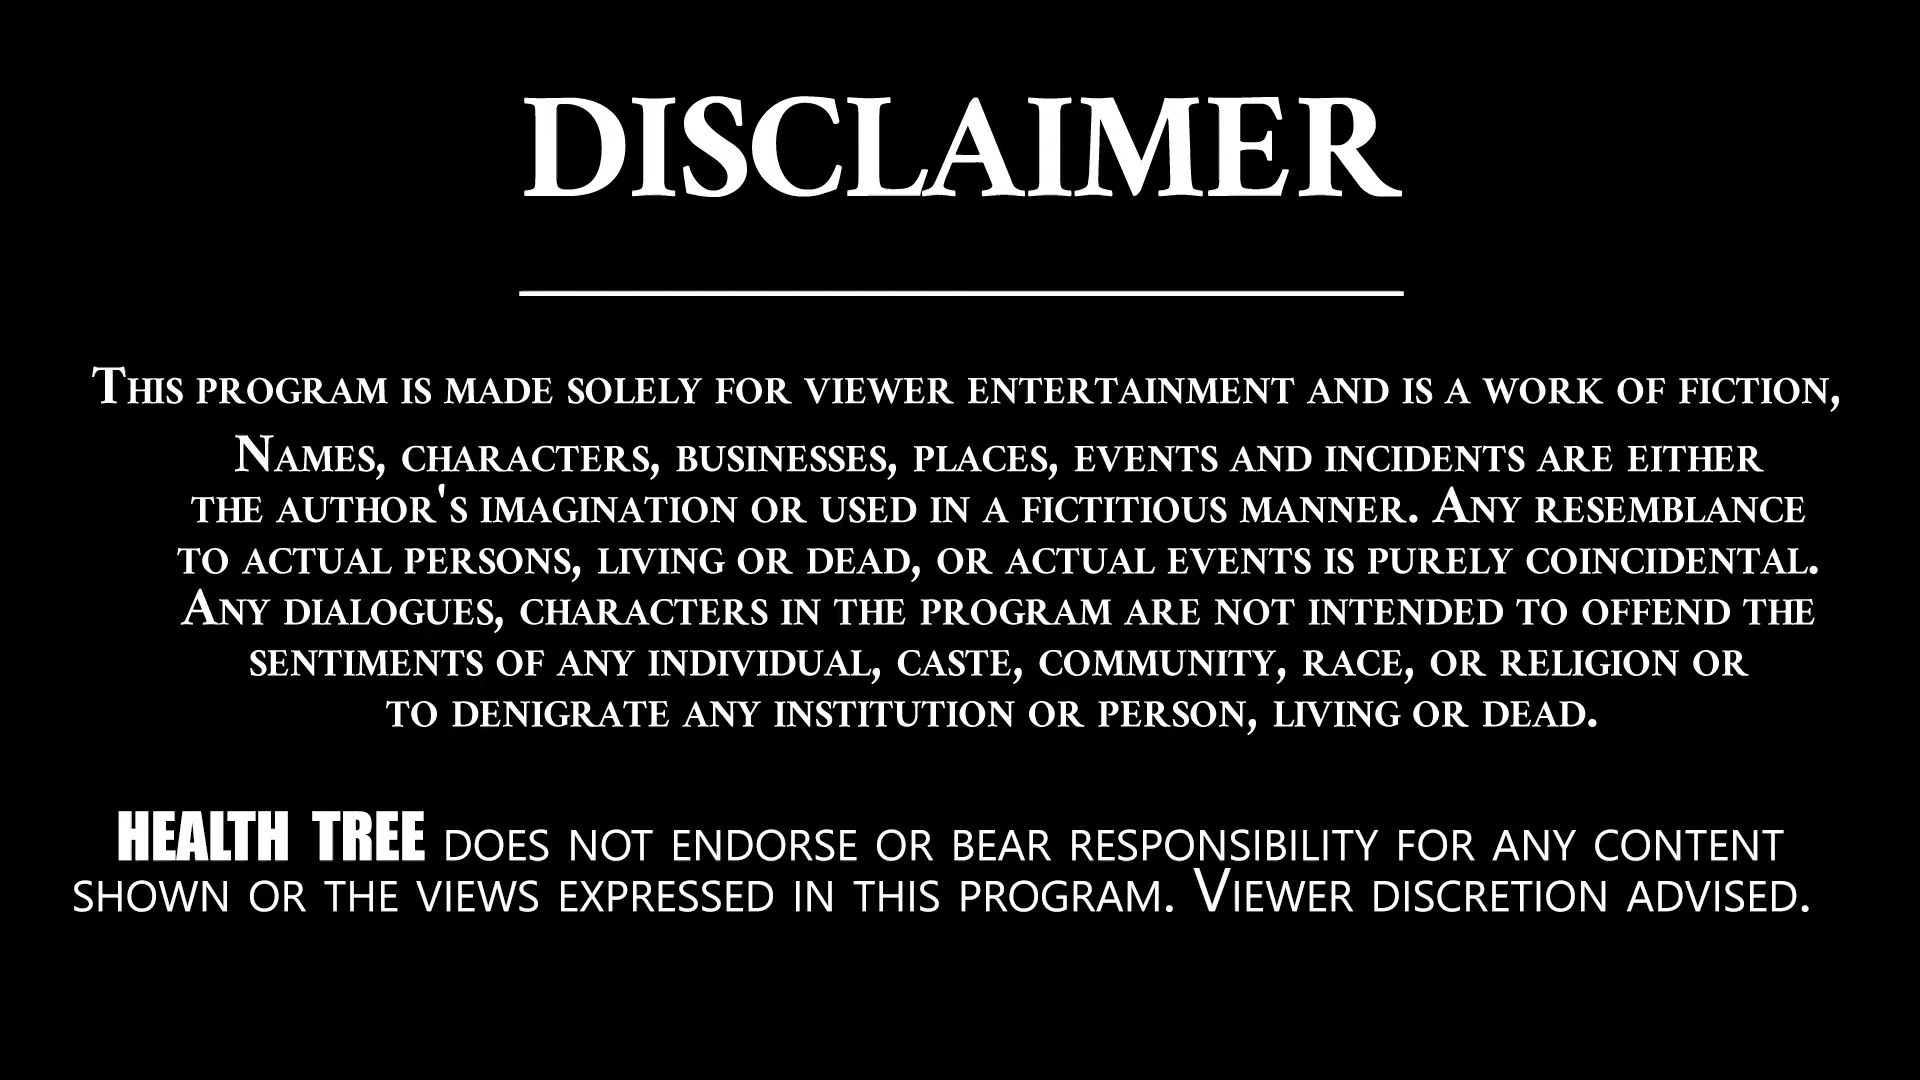 DISCLAIMER
This program is made solely for viewer entertainment and is a work of fiction,
Names, characters, businesses, places, events and incidents are either
the author's imagination or used in a fictitious manner. Any resemblance
to actual persons, living or dead, or actual events is purely coincidental.
Any dialogues, characters in the program are not intended to offend the
sentiments of any individual, caste, community, race, or religion or
to denigrate any institution or person, living or dead.
HEALTH TREE does not endorse or bear responsibility for any content
shown or the views expressed in this program. Viewer discretion advised.